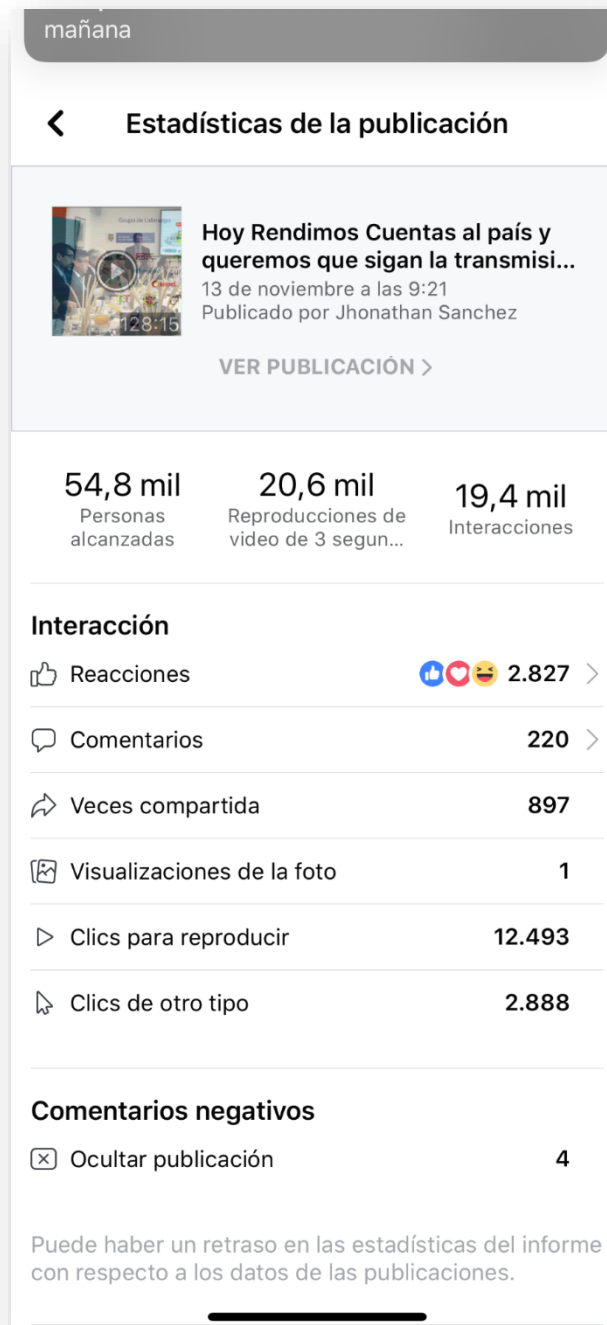 mañana
Estadísticas de la publicación
Grupo de Liderazgo
128:15
Hoy Rendimos Cuentas al país y
queremos que sigan la transmisi...
13 de noviembre a las 9:21
Publicado por Jhonathan Sanchez
VER PUBLICACIÓN >
54,8 mil
Personas
alcanzadas
20,6 mil
Reproducciones de
video de 3 segun...
19,4 mil
Interacciones
Interacción
Reacciones 2.827
Comentarios 220
Veces compartida 897
Visualizaciones de la foto 1
Clics para reproducir 12.493
Clics de otro tipo 2.888
Comentarios negativos
Ocultar publicación 4
Puede haber un retraso en las estadísticas del informe
con respecto a los datos de las publicaciones.